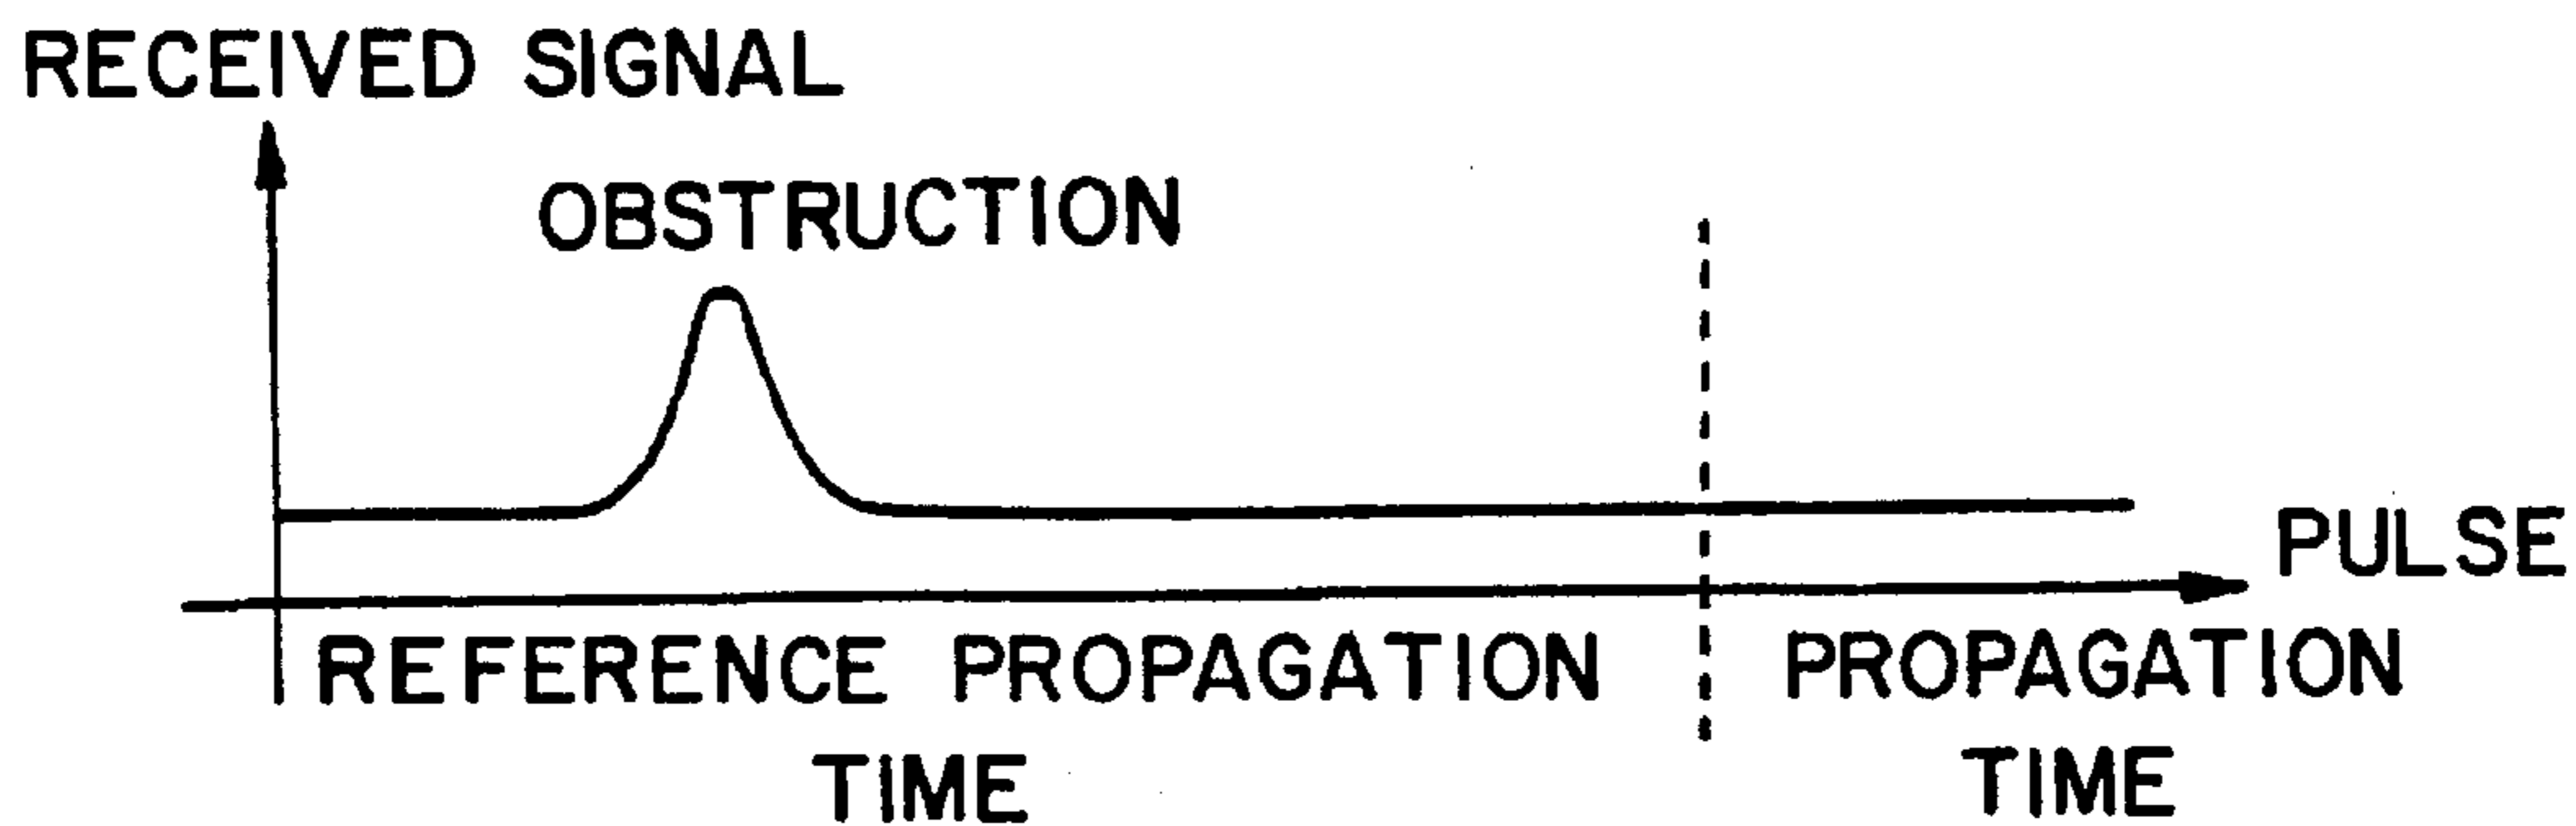 RECEIVED SIGNAL
OBSTRUCTION
REFERENCE PROPAGATION
TIME
PULSE
PROPAGATION
TIME